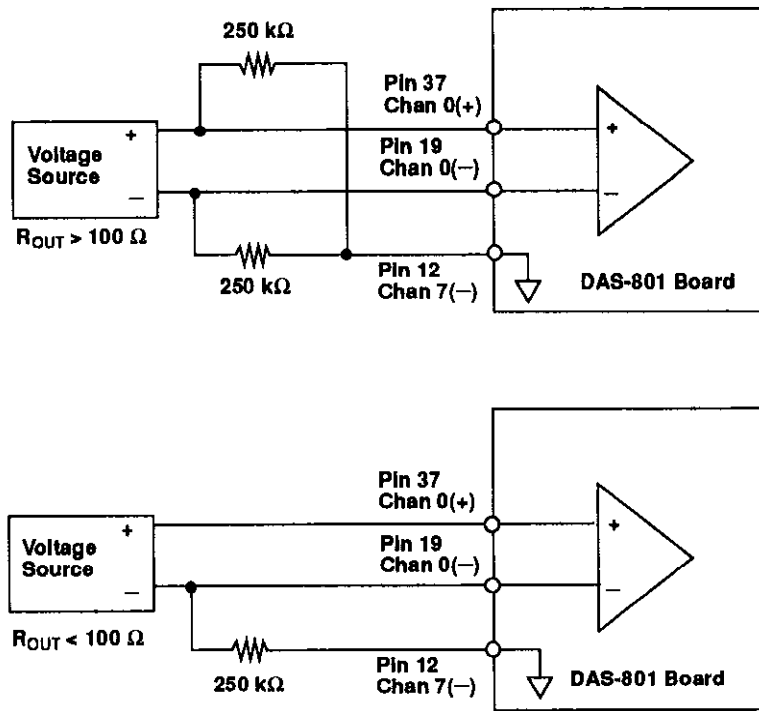 250 kΩ
Pin 37
Chan 0(+)
+
Voltage
Source
Pin 19
Chan 0(—)
+
—
—
R_OUT > 100 Ω
250 kΩ
Pin 12
Chan 7(—)
DAS-801 Board
Pin 37
Chan 0(+)
+
Voltage
Source
Pin 19
Chan 0(—)
+
—
—
R_OUT < 100 Ω
250 kΩ
Pin 12
Chan 7(—)
DAS-801 Board